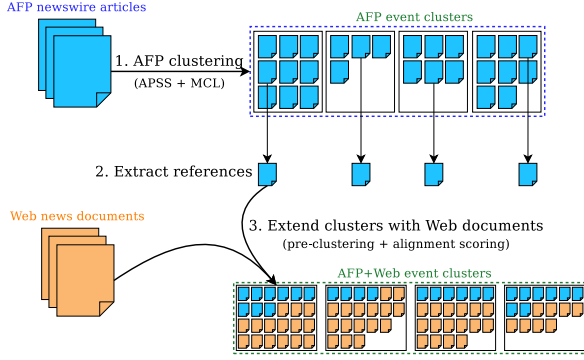 AFP newswire articles
AFP event clusters
1. AFP clustering
(APSS + MCL)
2. Extract references
Web news documents
3. Extend clusters with Web documents
(pre-clustering + alignment scoring)
AFP+Web event clusters